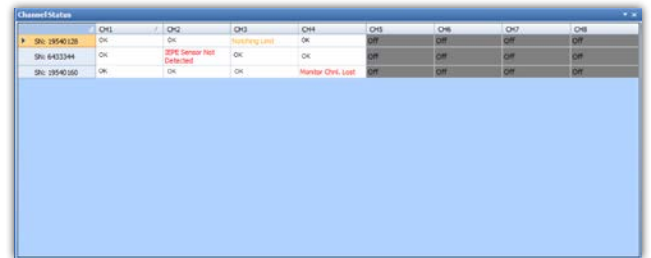 Channel Status
CH1 CH2 CH3 CH4 CH5 CH6 CH7 CH8
SN: 19540128 OK OK Notching Limit OK Off Off Off Off
SN: 6433344 OK IEPE Sensor Not Detected OK OK Off Off Off Off
SN: 19540160 OK OK OK Monitor Chnl. Lost Off Off Off Off